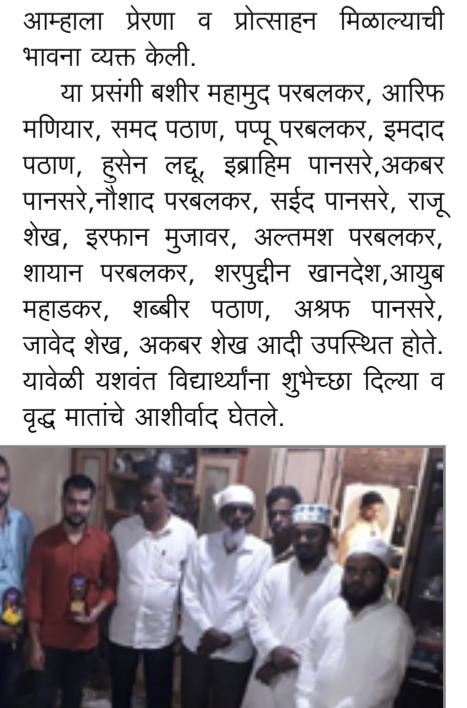 आम्हाला प्रेरणा व प्रोत्साहन मिळाल्याची
भावना व्यक्त केली.
या प्रसंगी बशीर महामुद परबलकर, आरिफ
मणियार, समद पठाण, पप्पू परबलकर, इमदाद
पठाण, हुसेन लद्दू, इब्राहिम पानसरे,अकबर
पानसरे,नौशाद परबलकर, सईद पानसरे, राजू
शेख, इरफान मुजावर, अल्तमश परबलकर,
शायान परबलकर, शरपुद्दीन खानदेश,आयुब
महाडकर, शब्बीर पठाण, अश्रफ पानसरे,
जावेद शेख, अकबर शेख आदी उपस्थित होते.
यावेळी यशवंत विद्यार्थ्यांना शुभेच्छा दिल्या व
वृद्ध मातांचे आशीर्वाद घेतले.